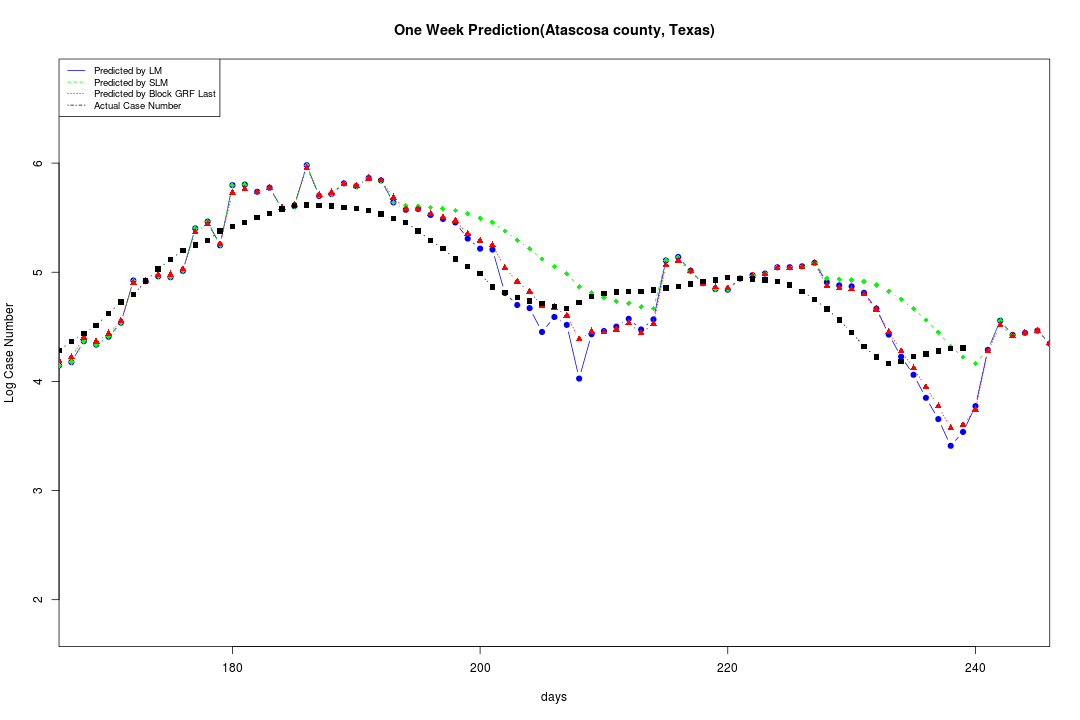 One Week Prediction(Atascosa county, Texas)
Predicted by LM
Predicted by SLM
Predicted by Block GRF Last
Actual Case Number
6
5
4
3
2
Log Case Number
180 200 220 240
days